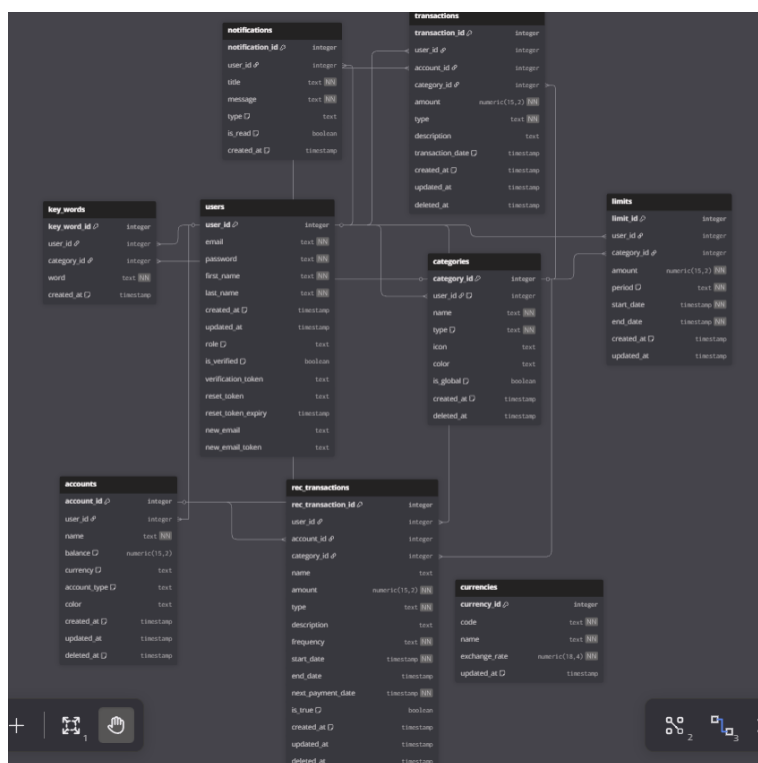 transactions
transaction_id integer
user_id integer
account_id integer
category_id integer
amount numeric(15,2) NN
type text NN
description text
transaction_date timestamp
created_at timestamp
updated_at timestamp
deleted_at timestamp
notifications
notification_id integer
user_id integer
title text NN
message text NN
type text
is_read boolean
created_at timestamp
key_words
key_word_id integer
user_id integer
category_id integer
word text NN
created_at timestamp
users
user_id integer
email text NN
password text NN
first_name text NN
last_name text NN
created_at timestamp
updated_at timestamp
role text
is_verified boolean
verification_token text
reset_token text
reset_token_expiry timestamp
new_email text
new_email_token text
limits
limit_id integer
user_id integer
category_id integer
amount numeric(15,2) NN
period text NN
start_date timestamp NN
end_date timestamp NN
created_at timestamp
updated_at timestamp
categories
category_id integer
user_id integer
name text NN
type text NN
icon text
color text
is_global boolean
created_at timestamp
deleted_at timestamp
accounts
account_id integer
user_id integer
name text NN
balance numeric(15,2)
currency text
account_type text
color text
created_at timestamp
updated_at timestamp
deleted_at timestamp
rec_transactions
rec_transaction_id integer
user_id integer
account_id integer
category_id integer
name text
amount numeric(15,2) NN
type text NN
description text
frequency text NN
start_date timestamp NN
end_date timestamp
next_payment_date timestamp NN
is_true boolean
created_at timestamp
updated_at timestamp
deleted_at timestamp
currencies
currency_id integer
code text NN
name text NN
exchange_rate numeric(18,4) NN
updated_at timestamp
1
2
3